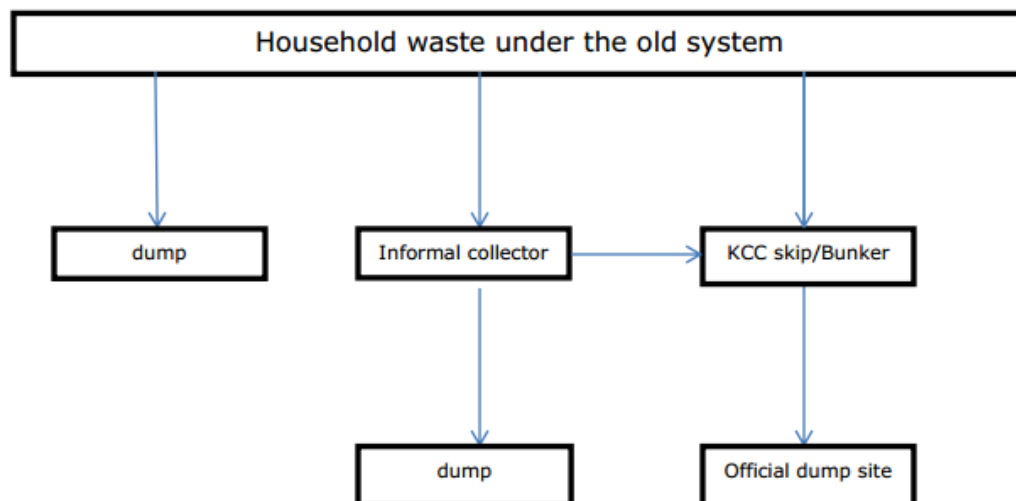 Household waste under the old system
dump
Informal collector
KCC skip/Bunker
dump
Official dump site